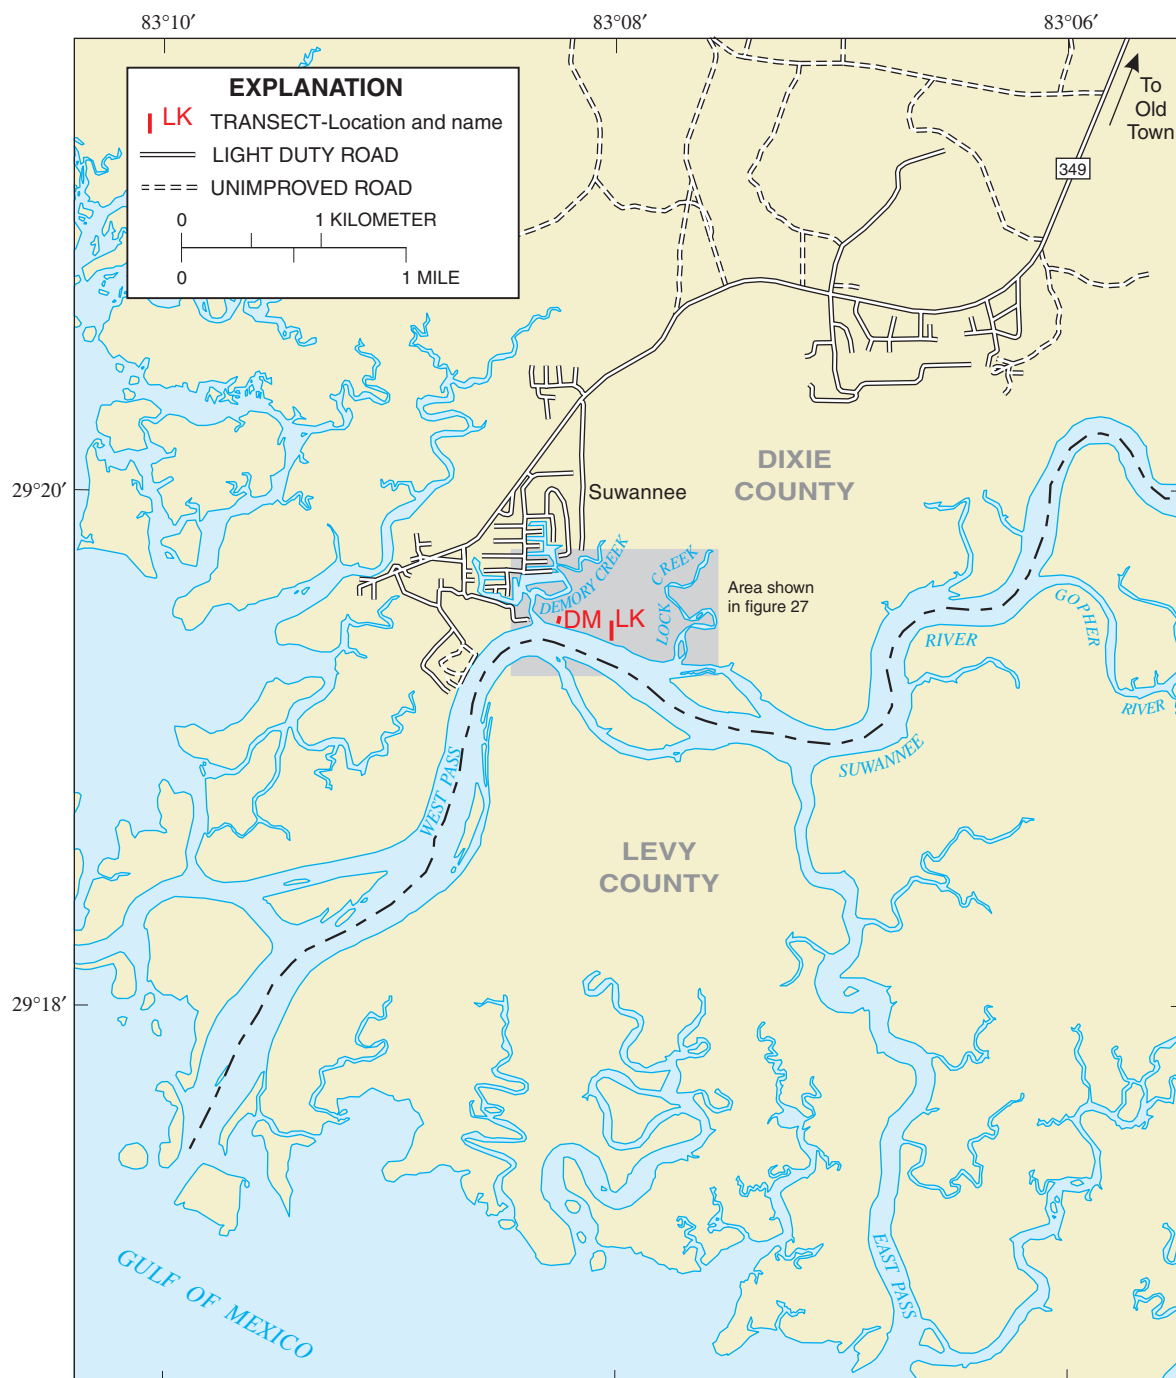 83°10′
83°08′
83°06′
EXPLANATION
LK TRANSECT-Location and name
LIGHT DUTY ROAD
UNIMPROVED ROAD
0 1 KILOMETER
0 1 MILE
To
Old
Town
349
DIXIE
COUNTY
29°20′
Suwannee
DEMORY CREEK
LOCK CREEK
Area shown
in figure 27
DM
LK
GOPHER
RIVER
RIVER
SUWANNEE
WEST PASS
LEVY
COUNTY
29°18′
EAST PASS
GULF OF MEXICO